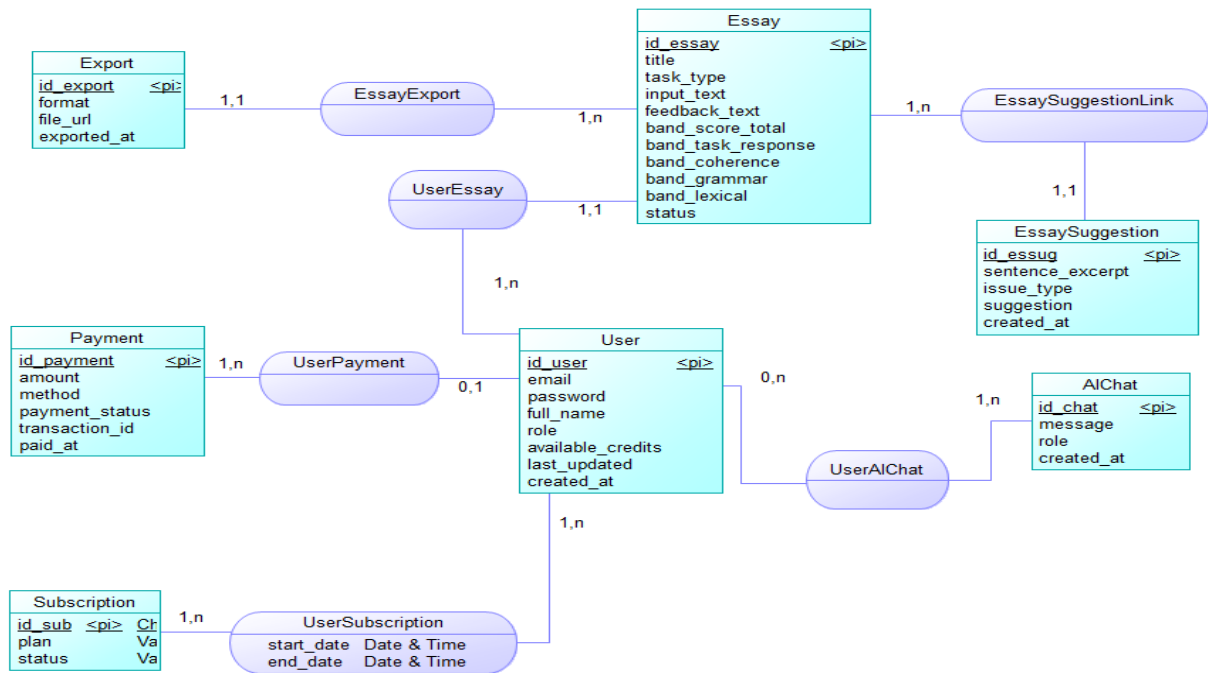 Essay
id_essay <pi>
title
task_type
input_text
feedback_text
band_score_total
band_task_response
band_coherence
band_grammar
band_lexical
status
Export
id_export <pi>
format
file_url
exported_at
1,1
EssayExport
1,n
1,n
EssaySuggestionLink
UserEssay
1,1
1,1
EssaySuggestion
id_essug <pi>
sentence_excerpt
issue_type
suggestion
created_at
1,n
Payment
id_payment <pi>
amount
method
payment_status
transaction_id
paid_at
1,n
UserPayment
0,1
User
id_user <pi>
email
password
full_name
role
available_credits
last_updated
created_at
0,n
1,n
AIChat
id_chat <pi>
message
role
created_at
UserAIChat
1,n
Subscription
id_sub <pi> Ch
plan Va
status Va
1,n
UserSubscription
start_date Date & Time
end_date Date & Time